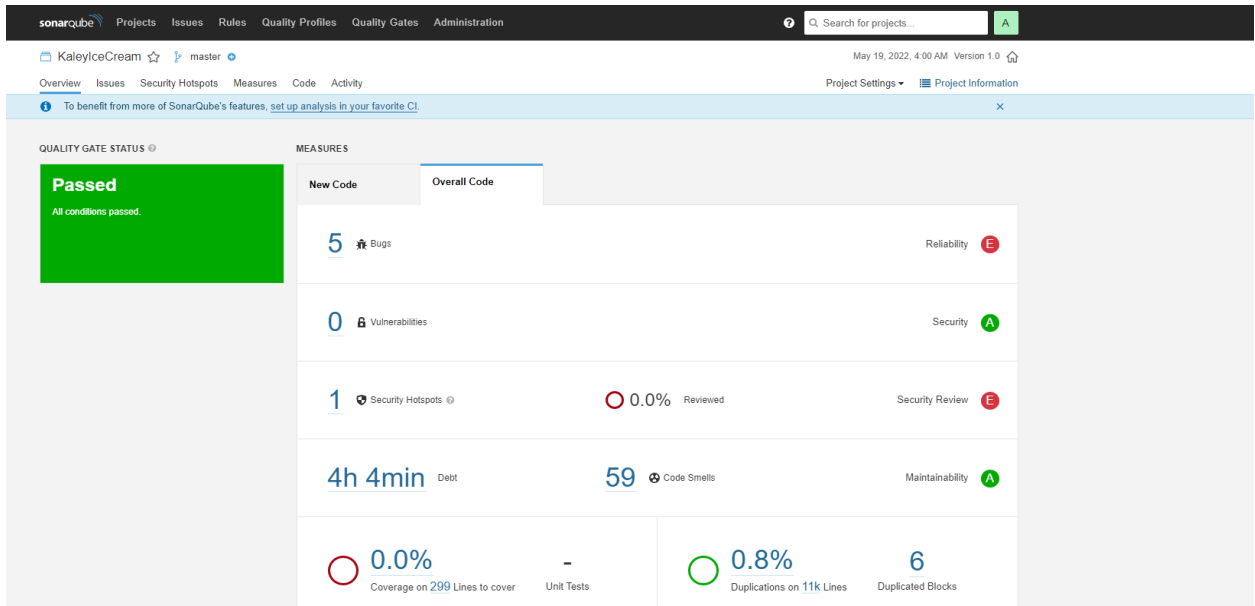 sonarqube Projects Issues Rules Quality Profiles Quality Gates Administration ? Search for projects... A
KaleyIceCream master May 19, 2022, 4:00 AM Version 1.0
Overview Issues Security Hotspots Measures Code Activity Project Settings Project Information
To benefit from more of SonarQube's features, set up analysis in your favorite CI.
QUALITY GATE STATUS ?
MEASURES
Passed
All conditions passed.
New Code Overall Code
5 Bugs Reliability E
0 Vulnerabilities Security A
1 Security Hotspots ? 0.0% Reviewed Security Review E
4h 4min Debt 59 Code Smells Maintainability A
0.0% - 0.8% 6
Coverage on 299 Lines to cover Unit Tests Duplications on 11k Lines Duplicated Blocks